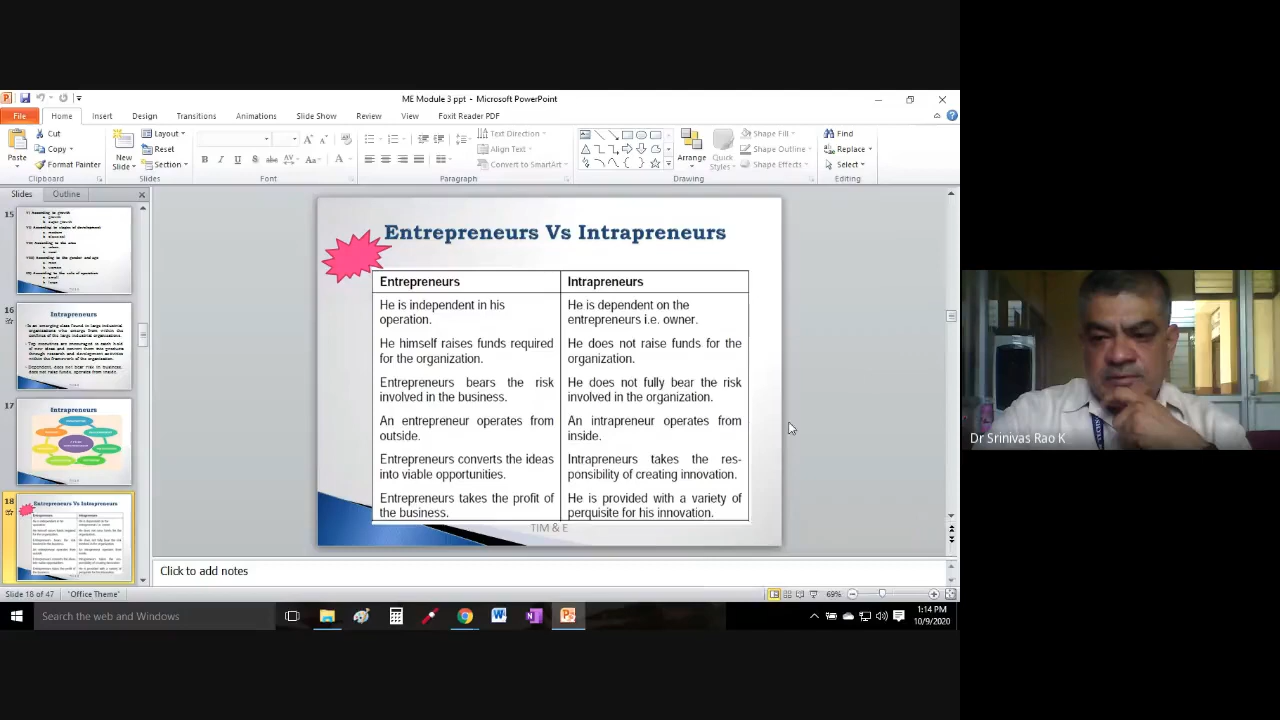 ME Module 3 ppt - Microsoft PowerPoint
File Home Insert Design Transitions Animations Slide Show Review View Foxit Reader PDF
Paste
Cut
Copy
Format Painter
Clipboard
New
Slide
Layout
Reset
Section
Slides
B I U S abc AV Aa A
Font
Text Direction
Align Text
Convert to SmartArt
Paragraph
Arrange
Quick
Styles
Shape Fill
Shape Outline
Shape Effects
Drawing
Find
Replace
Select
Editing
Slides Outline
15
16
Intrapreneurs
17
Intrapreneurs
18
Entrepreneurs Vs Intrapreneurs
Entrepreneurs Vs Intrapreneurs
Entrepreneurs Intrapreneurs
He is independent in his He is dependent on the
operation. entrepreneurs i.e. owner.
He himself raises funds required He does not raise funds for the
for the organization. organization.
Entrepreneurs bears the risk He does not fully bear the risk
involved in the business. involved in the organization.
An entrepreneur operates from An intrapreneur operates from
outside. inside.
Entrepreneurs converts the ideas Intrapreneurs takes the res-
into viable opportunities. ponsibility of creating innovation.
Entrepreneurs takes the profit of He is provided with a variety of
the business. perquisite for his innovation.
TIM & E
Click to add notes
Slide 18 of 47 "Office Theme" 69%
Search the web and Windows
1:14 PM
10/9/2020
Dr Srinivas Rao K